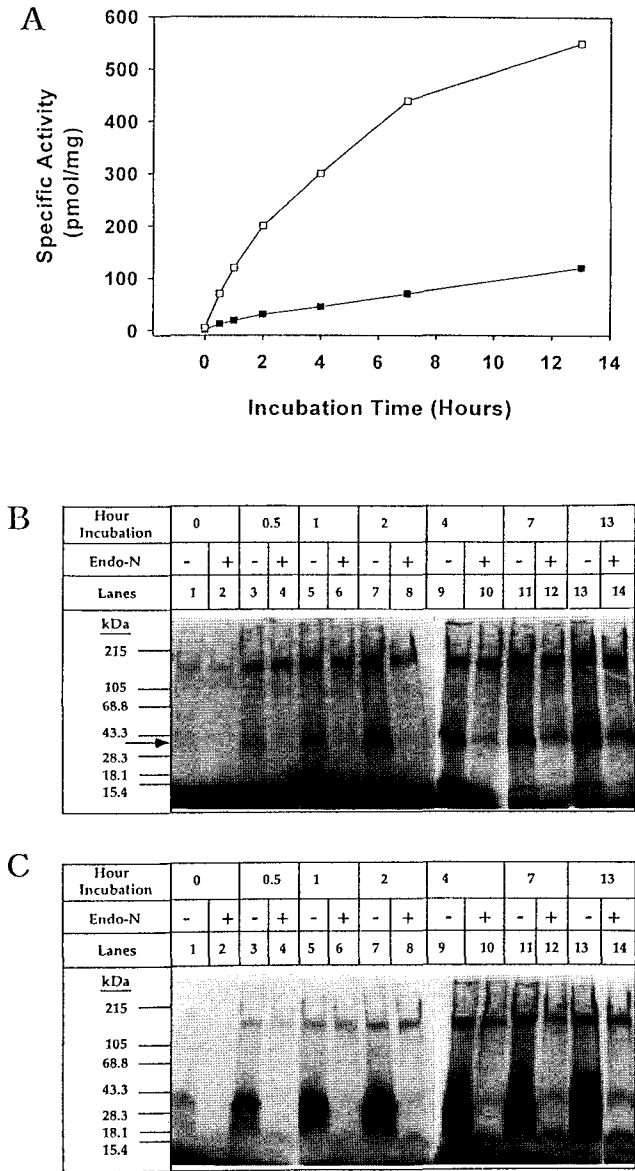 A
600
500
400
300
200
100
0
Specific Activity
(pmol/mg)
0 2 4 6 8 10 12 14
Incubation Time (Hours)
B
Hour Incubation 0 0.5 1 2 4 7 13
Endo-N - + - + - + - + - + - + - +
Lanes 1 2 3 4 5 6 7 8 9 10 11 12 13 14
kDa
215
105
68.8
43.3
28.3
18.1
15.4
C
Hour Incubation 0 0.5 1 2 4 7 13
Endo-N - + - + - + - + - + - + - +
Lanes 1 2 3 4 5 6 7 8 9 10 11 12 13 14
kDa
215
105
68.8
43.3
28.3
18.1
15.4